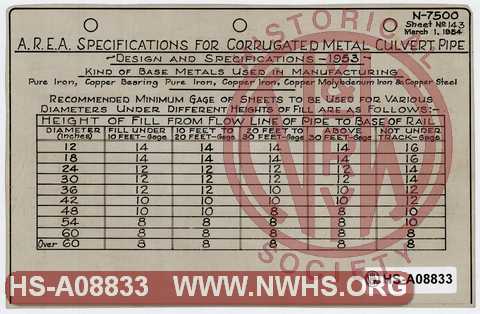 N-7500
Sheet No 143
March 1, 1954
A.R.E.A. SPECIFICATIONS FOR CORRUGATED METAL CULVERT PIPE
-DESIGN AND SPECIFICATIONS -1953-
KIND OF BASE METALS USED IN MANUFACTURING
Pure Iron, Copper Bearing Pure Iron, Copper Iron, Copper Molybdenum Iron & Copper Steel
RECOMMENDED MINIMUM GAGE OF SHEETS TO BE USED FOR VARIOUS
DIAMETERS UNDER DIFFERENT HEIGHTS OF FILL ARE AS FOLLOWS:-
HEIGHT OF FILL FROM FLOW LINE OF PIPE TO BASE OF RAIL
DIAMETER (Inches) FILL UNDER 10 FEET-Gage 10 FEET TO 20 FEET-Gage 20 FEET TO 30 FEET-Gage ABOVE 30 FEET-Gage NOT UNDER TRACK-Gage
12 14 14 14 14 16
18 14 14 14 14 16
24 12 12 12 12 14
30 12 12 12 12 14
36 12 12 10 10 12
42 10 10 10 12
48 10 10 8 8 10
54 8 8 8 8 10
60 8 8 8 8 8
Over 60 8 8 8 8 8
HISTORICAL
SOCIETY
HS-A08833 WWW.NWHS.ORG
HS-A08833